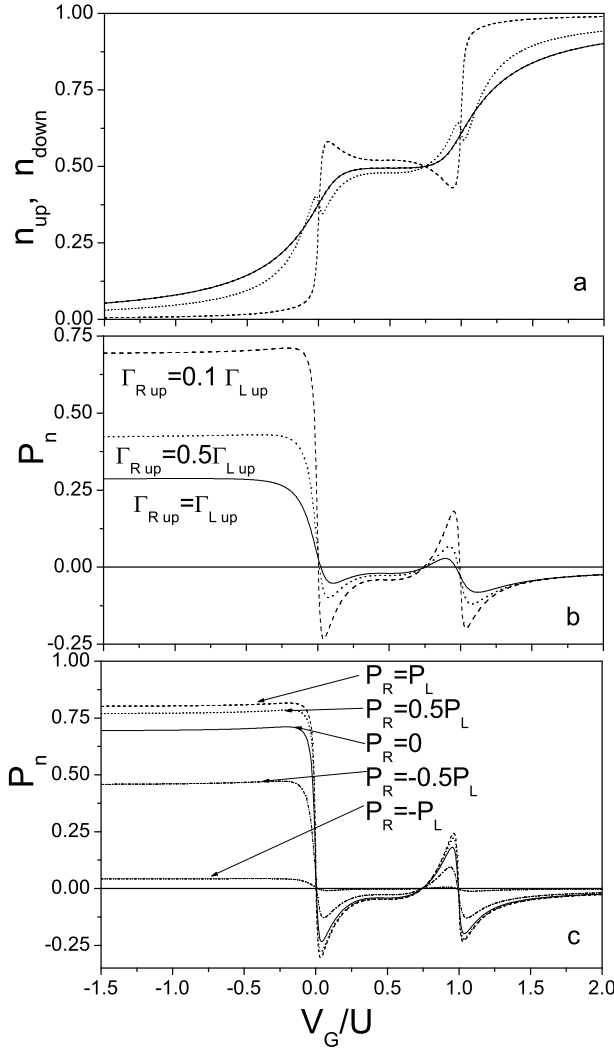 1.00
0.75
0.50
0.25
0.00
n_up, n_down
a
0.75
0.50
0.25
0.00
-0.25
P_n
Γ_R up=0.1 Γ_L up
Γ_R up=0.5Γ_L up
Γ_R up=Γ_L up
b
1.00
0.75
0.50
0.25
0.00
-0.25
P_n
P_R=P_L
P_R=0.5P_L
P_R=0
P_R=-0.5P_L
P_R=-P_L
c
-1.5 -1.0 -0.5 0.0 0.5 1.0 1.5 2.0
V_G/U